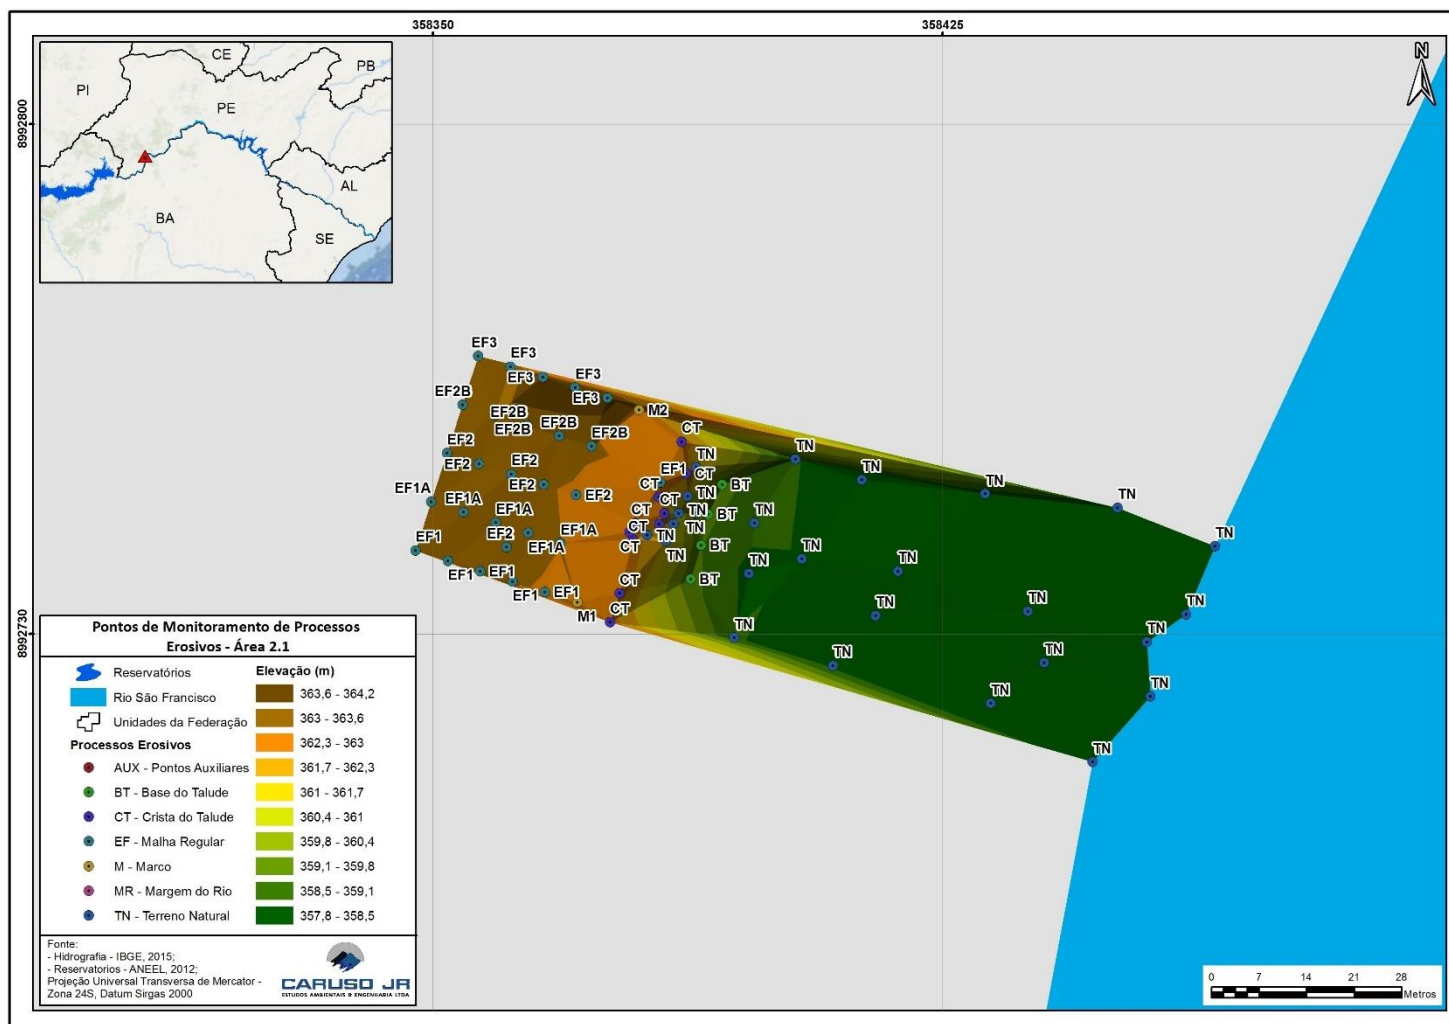 358350 358425
8992800
8992730
CE
PB
PI
PE
AL
BA
SE
N
EF3
EF3
EF3
EF3
EF3
EF2B
M2
EF2B
EF2B
EF2B
EF2B
CT
EF2
TN
TN
EF2
EF2
EF1
CT
TN
EF2
EF2
CT
TN
BT
TN
TN
EF1A
EF1A
CT
TN
BT
TN
EF1A
EF2
EF1A
CT
TN
TN
EF1
EF1A
CT
TN
BT
TN
TN
EF1
EF1
CT
BT
TN
TN
EF1
EF1
M1
CT
TN
TN
TN
TN
TN
TN
TN
TN
TN
TN
Pontos de Monitoramento de Processos
Erosivos - Área 2.1
Reservatórios
Rio São Francisco
Unidades da Federação
Processos Erosivos
AUX - Pontos Auxiliares
BT - Base do Talude
CT - Crista do Talude
EF - Malha Regular
M - Marco
MR - Margem do Rio
TN - Terreno Natural
Elevação (m)
363,6 - 364,2
363 - 363,6
362,3 - 363
361,7 - 362,3
361 - 361,7
360,4 - 361
359,8 - 360,4
359,1 - 359,8
358,5 - 359,1
357,8 - 358,5
Fonte:
- Hidrografia - IBGE, 2015;
- Reservatorios - ANEEL, 2012;
Projeção Universal Transversa de Mercator -
Zona 24S, Datum Sirgas 2000
CARUSO JR
ESTUDOS AMBIENTAIS & ENGENHARIA LTDA
0 7 14 21 28
Metros